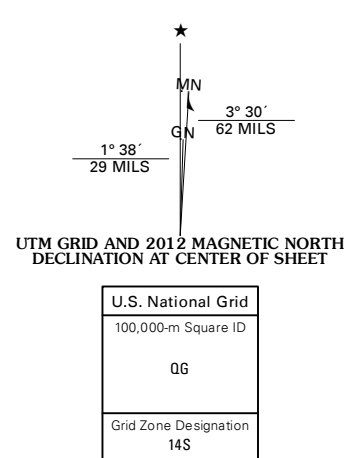 ★
MN
3° 30´
62 MILS
GN
1° 38´
29 MILS
UTM GRID AND 2012 MAGNETIC NORTH
DECLINATION AT CENTER OF SHEET
U.S. National Grid
100,000-m Square ID
QG
Grid Zone Designation
14S